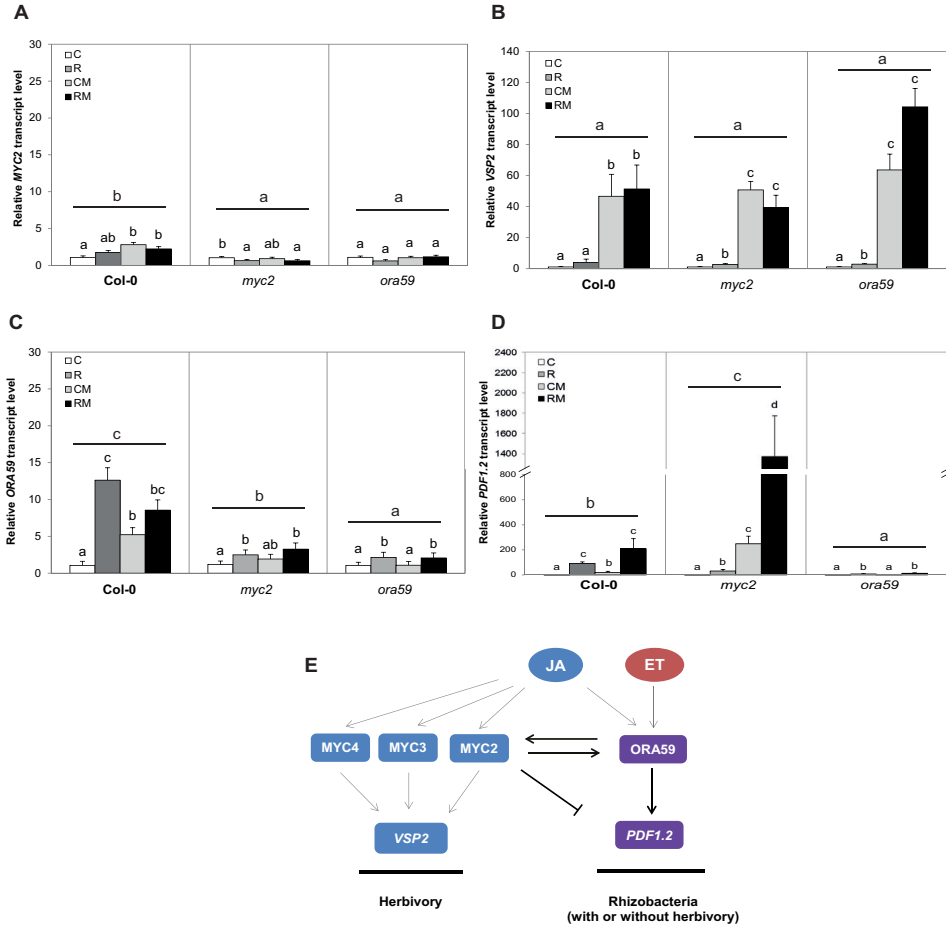 A
Relative MYC2 transcript level
30
25
20
15
10
5
0
C
R
CM
RM
b
a
a
a ab b b
b a ab a
a a a a
Col-0 myc2 ora59
B
Relative VSP2 transcript level
140
120
100
80
60
40
20
0
C
R
CM
RM
a
a
a
a a b b
a b c c
a b c c
Col-0 myc2 ora59
C
Relative ORA59 transcript level
30
25
20
15
10
5
0
C
R
CM
RM
c
b
a
a c b bc
a b ab b
a b a b
Col-0 myc2 ora59
D
Relative PDF1.2 transcript level
2400
2200
2000
1800
1600
1400
800
600
400
200
0
C
R
CM
RM
b
c
a
a c b c
a b c d
a b a b
Col-0 myc2 ora59
E
JA ET
MYC4 MYC3 MYC2 ORA59
VSP2 PDF1.2
Herbivory Rhizobacteria
(with or without herbivory)